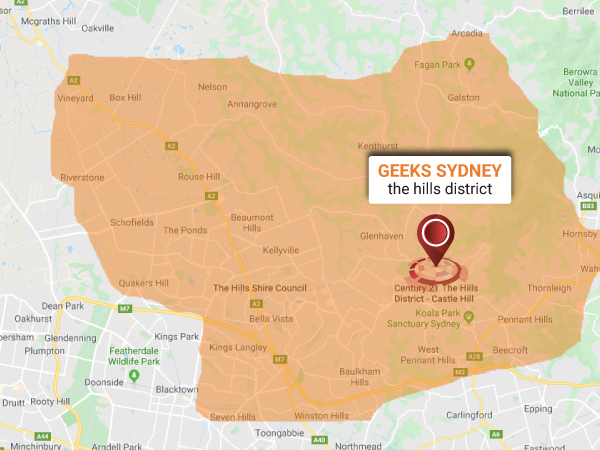 Mcgraths Hill
Oakville
Berrilee
Arcadia
Fagan Park
Berowra
Valley
National Pa
A2
Vineyard
Box Hill
Nelson
Annangrove
Galston
A2
Kenthurst
GEEKS SYDNEY
the hills district
Riverstone
Rouse Hill
A2
Asqui
B83
Schofields
The Ponds
Beaumont
Hills
Kellyville
Glenhaven
Hornsby
Quakers Hill
The Hills Shire Council
Century 21 The Hills
District - Castle Hill
Thornleigh
Dean Park
M7
A2
Oakhurst
Bella Vista
Koala Park
Sanctuary Sydney
Pennant Hills
Glendenning
Plumpton
Kings Park
Kings Langley
Featherdale
Wildlife Park
M7
West
Pennant Hills
A28
Beecroft
Doonside
Blacktown
Baulkham
Hills
M2
Druitt
Rooty Hill
Seven Hills
Winston Hills
Carlingford
Epping
A44
Minchinbury
Arndell Park
Toongabbie
A40
Northmead
A6
Eastwood